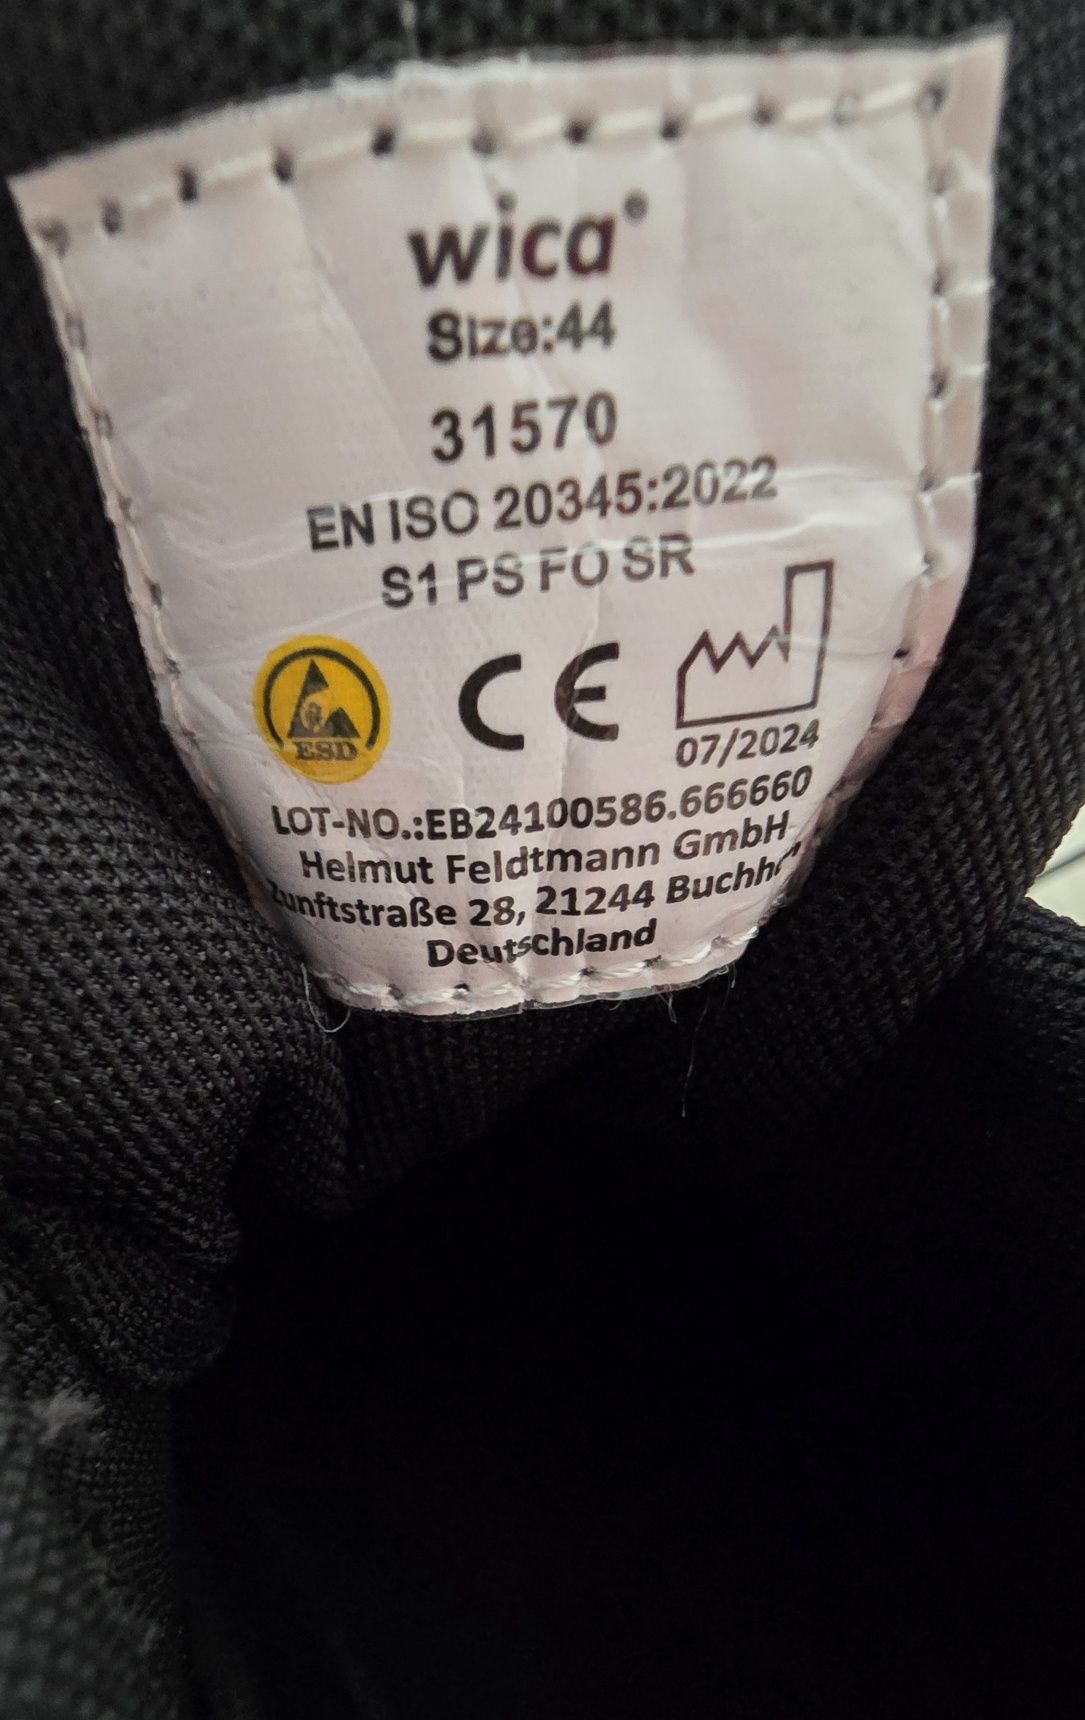 wica®
Size:44
31570
EN ISO 20345:2022
S1 PS FO SR
ESD
CE
07/2024
LOT-NO.:EB24100586.666660
Helmut Feldtmann GmbH
Zunftstraße 28, 21244
Deutschland